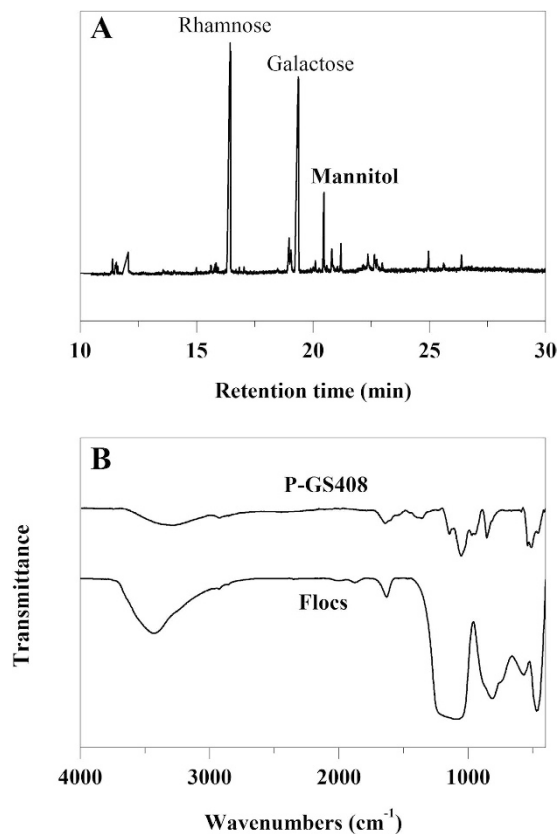 A
Rhamnose
Galactose
Mannitol
10 15 20 25 30
Retention time (min)
B
P-GS408
Flocs
Transmittance
4000 3000 2000 1000
Wavenumbers (cm⁻¹)